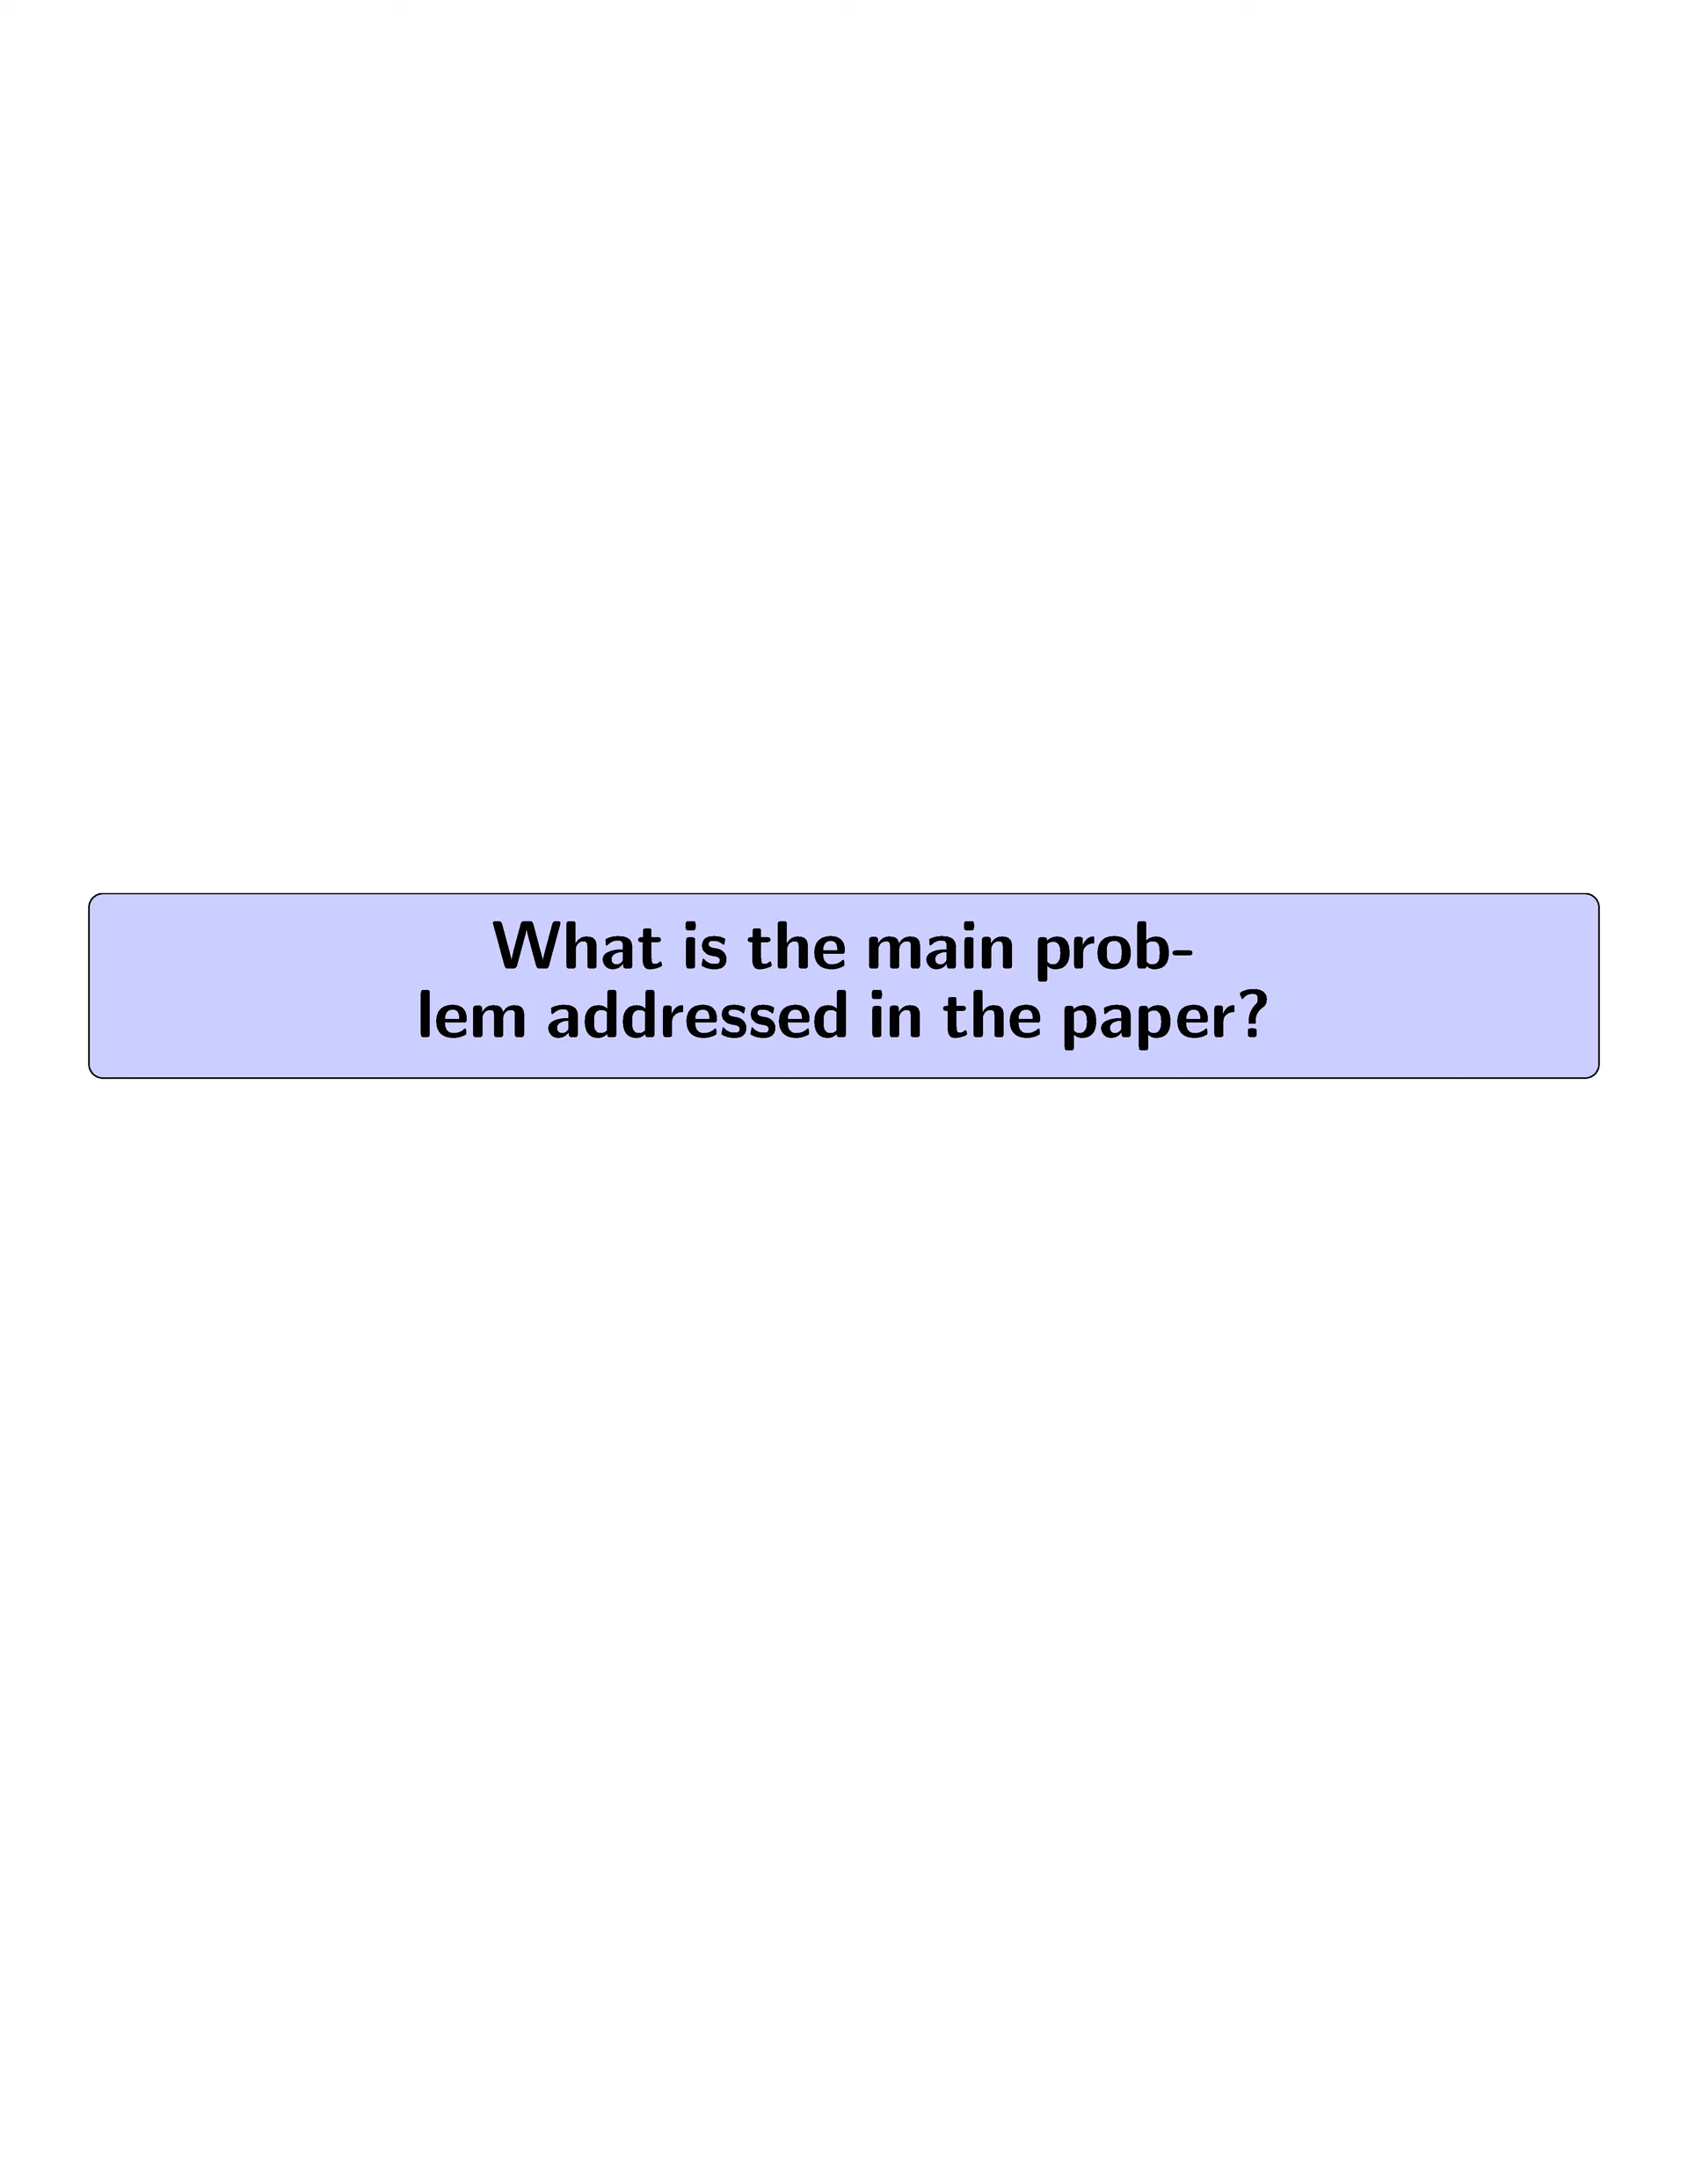 What is the main prob-
lem addressed in the paper?